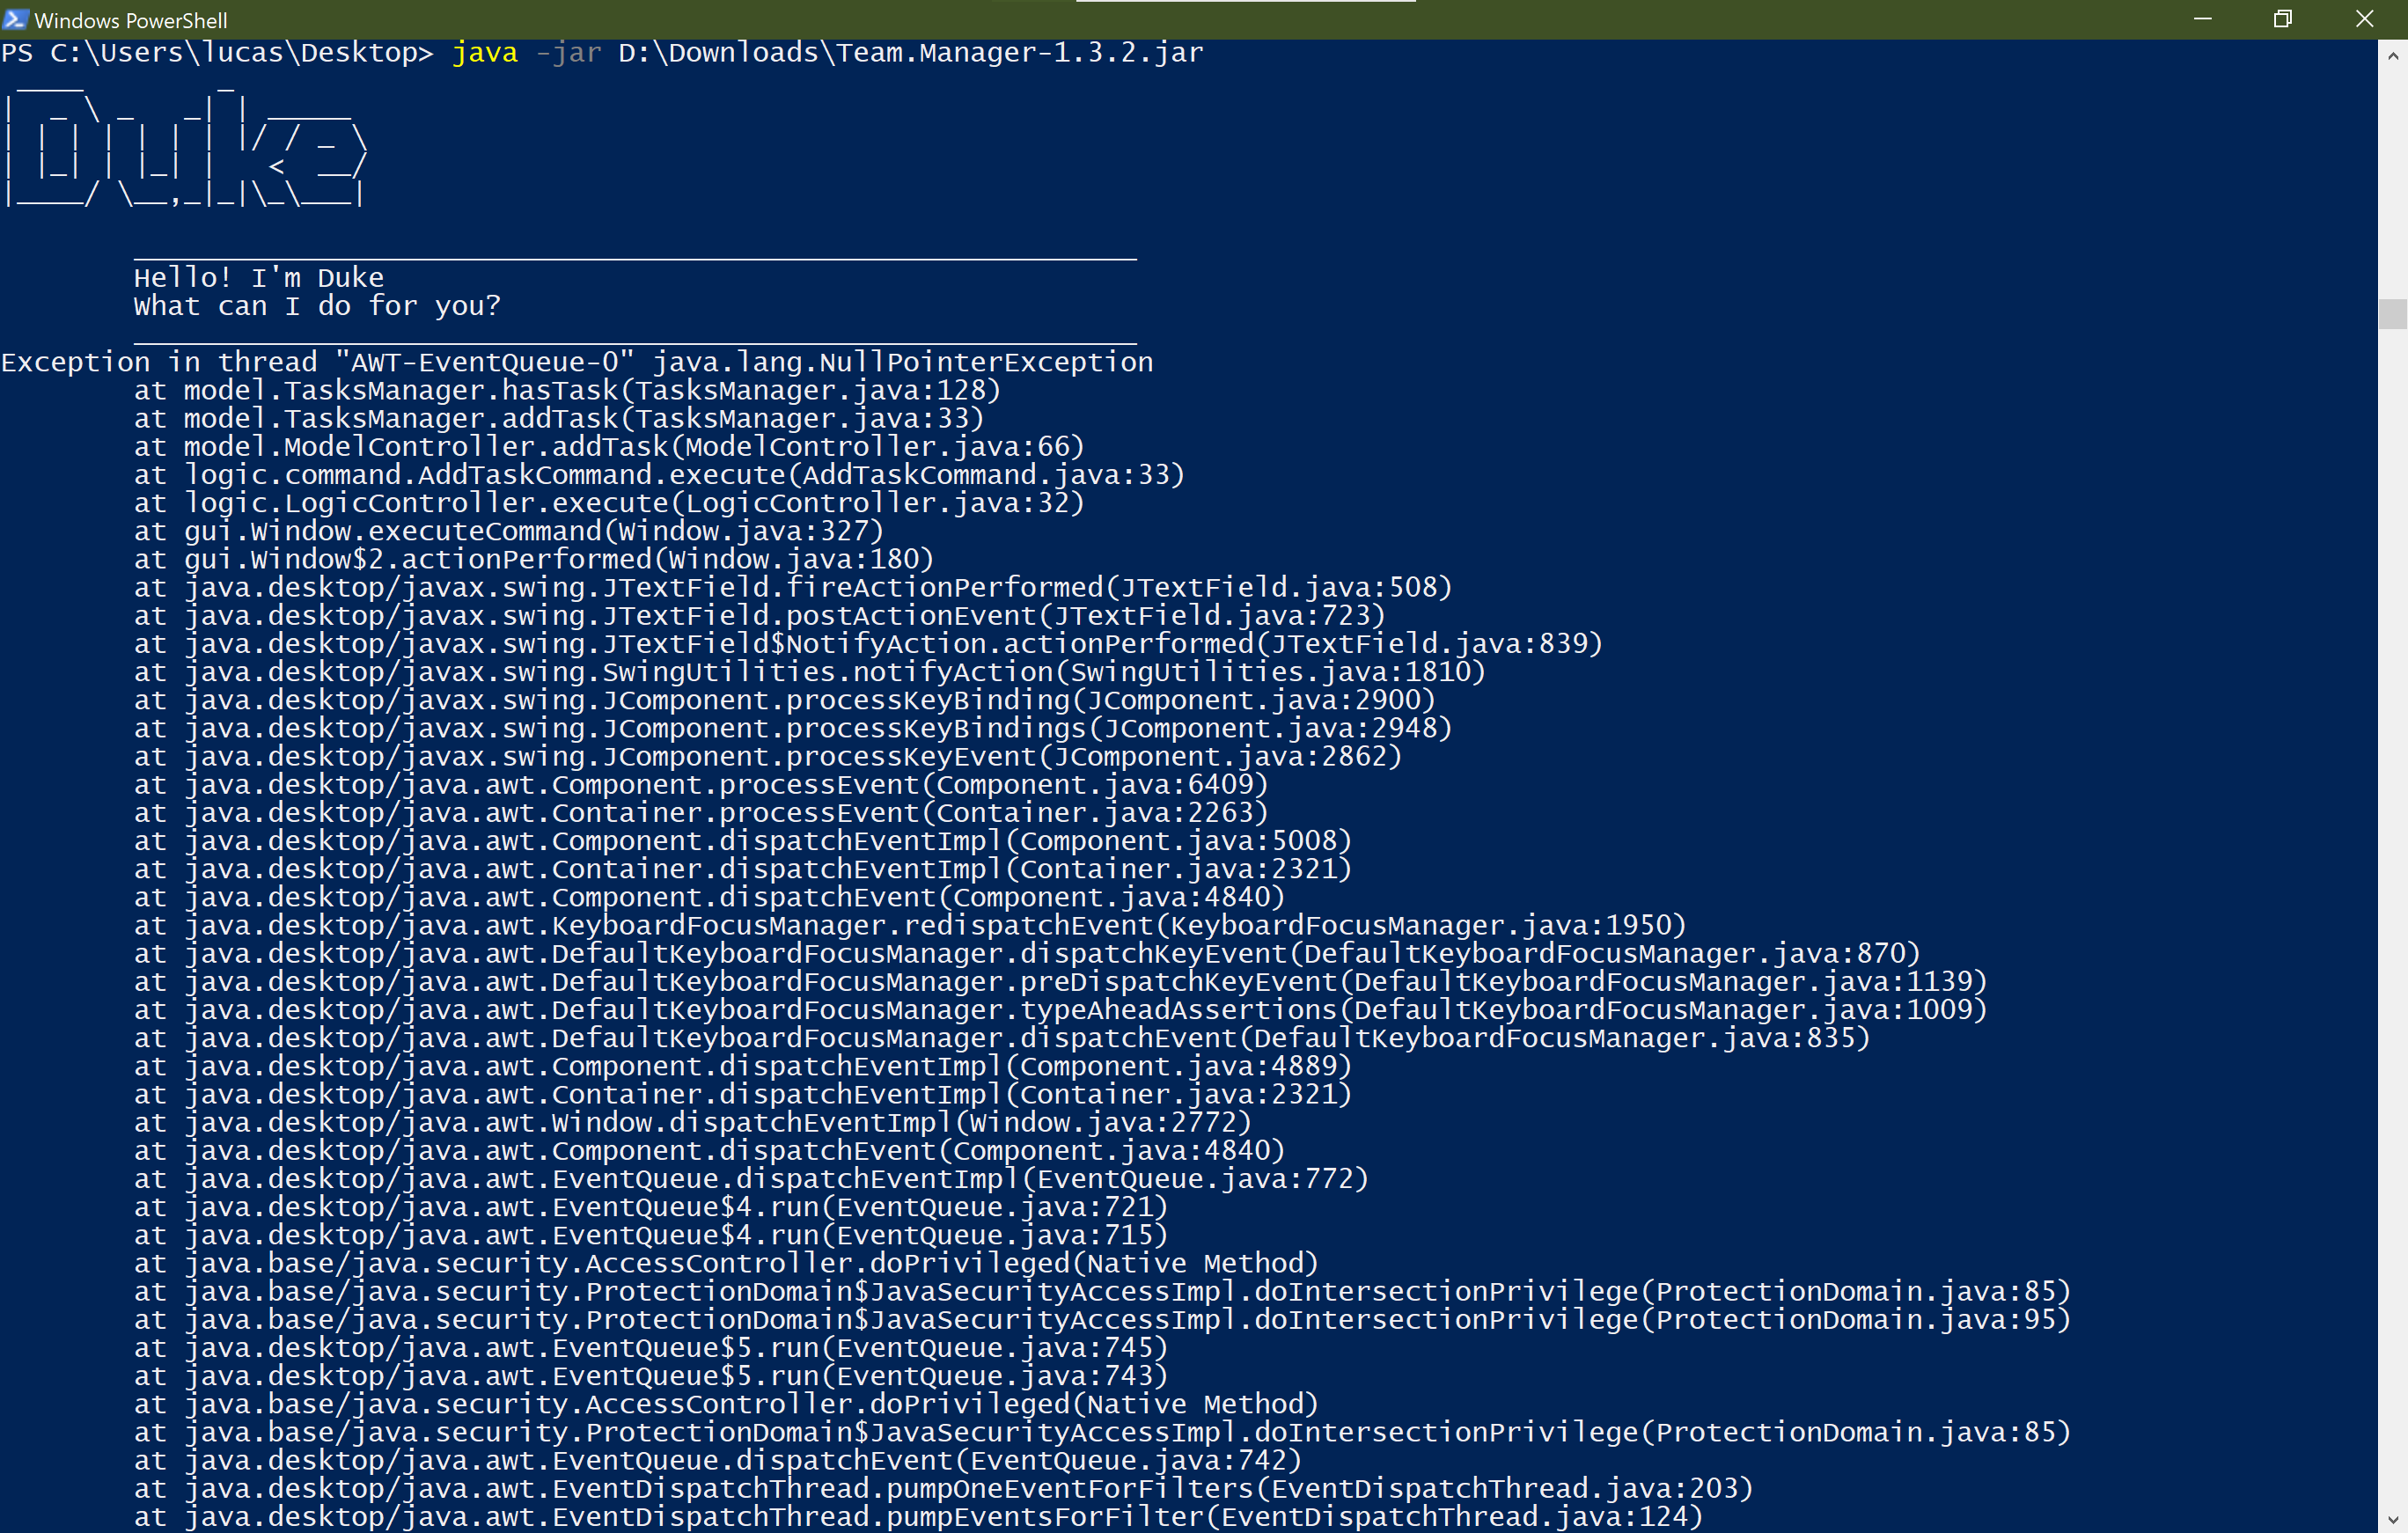 Windows PowerShell
PS C:\Users\lucas\Desktop> java -jar D:\Downloads\Team.Manager-1.3.2.jar
 ____        _
|  _ \ _   _| | _____
| | | | | | | |/ / _ \
| |_| | |_| |   <  __/
|____/ \__,_|_|\_\___|
____________________________________________________________
Hello! I'm Duke
What can I do for you?
____________________________________________________________
Exception in thread "AWT-EventQueue-0" java.lang.NullPointerException
at model.TasksManager.hasTask(TasksManager.java:128)
at model.TasksManager.addTask(TasksManager.java:33)
at model.ModelController.addTask(ModelController.java:66)
at logic.command.AddTaskCommand.execute(AddTaskCommand.java:33)
at logic.LogicController.execute(LogicController.java:32)
at gui.Window.executeCommand(Window.java:327)
at gui.Window$2.actionPerformed(Window.java:180)
at java.desktop/javax.swing.JTextField.fireActionPerformed(JTextField.java:508)
at java.desktop/javax.swing.JTextField.postActionEvent(JTextField.java:723)
at java.desktop/javax.swing.JTextField$NotifyAction.actionPerformed(JTextField.java:839)
at java.desktop/javax.swing.SwingUtilities.notifyAction(SwingUtilities.java:1810)
at java.desktop/javax.swing.JComponent.processKeyBinding(JComponent.java:2900)
at java.desktop/javax.swing.JComponent.processKeyBindings(JComponent.java:2948)
at java.desktop/javax.swing.JComponent.processKeyEvent(JComponent.java:2862)
at java.desktop/java.awt.Component.processEvent(Component.java:6409)
at java.desktop/java.awt.Container.processEvent(Container.java:2263)
at java.desktop/java.awt.Component.dispatchEventImpl(Component.java:5008)
at java.desktop/java.awt.Container.dispatchEventImpl(Container.java:2321)
at java.desktop/java.awt.Component.dispatchEvent(Component.java:4840)
at java.desktop/java.awt.KeyboardFocusManager.redispatchEvent(KeyboardFocusManager.java:1950)
at java.desktop/java.awt.DefaultKeyboardFocusManager.dispatchKeyEvent(DefaultKeyboardFocusManager.java:870)
at java.desktop/java.awt.DefaultKeyboardFocusManager.preDispatchKeyEvent(DefaultKeyboardFocusManager.java:1139)
at java.desktop/java.awt.DefaultKeyboardFocusManager.typeAheadAssertions(DefaultKeyboardFocusManager.java:1009)
at java.desktop/java.awt.DefaultKeyboardFocusManager.dispatchEvent(DefaultKeyboardFocusManager.java:835)
at java.desktop/java.awt.Component.dispatchEventImpl(Component.java:4889)
at java.desktop/java.awt.Container.dispatchEventImpl(Container.java:2321)
at java.desktop/java.awt.Window.dispatchEventImpl(Window.java:2772)
at java.desktop/java.awt.Component.dispatchEvent(Component.java:4840)
at java.desktop/java.awt.EventQueue.dispatchEventImpl(EventQueue.java:772)
at java.desktop/java.awt.EventQueue$4.run(EventQueue.java:721)
at java.desktop/java.awt.EventQueue$4.run(EventQueue.java:715)
at java.base/java.security.AccessController.doPrivileged(Native Method)
at java.base/java.security.ProtectionDomain$JavaSecurityAccessImpl.doIntersectionPrivilege(ProtectionDomain.java:85)
at java.base/java.security.ProtectionDomain$JavaSecurityAccessImpl.doIntersectionPrivilege(ProtectionDomain.java:95)
at java.desktop/java.awt.EventQueue$5.run(EventQueue.java:745)
at java.desktop/java.awt.EventQueue$5.run(EventQueue.java:743)
at java.base/java.security.AccessController.doPrivileged(Native Method)
at java.base/java.security.ProtectionDomain$JavaSecurityAccessImpl.doIntersectionPrivilege(ProtectionDomain.java:85)
at java.desktop/java.awt.EventQueue.dispatchEvent(EventQueue.java:742)
at java.desktop/java.awt.EventDispatchThread.pumpOneEventForFilters(EventDispatchThread.java:203)
at java.desktop/java.awt.EventDispatchThread.pumpEventsForFilter(EventDispatchThread.java:124)